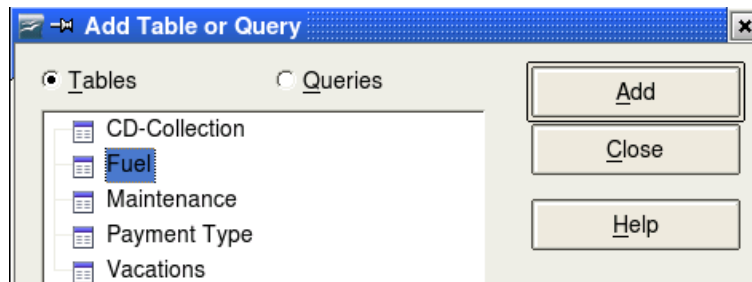 Add Table or Query
Tables
Queries
Add
CD-Collection
Fuel
Close
Maintenance
Payment Type
Help
Vacations